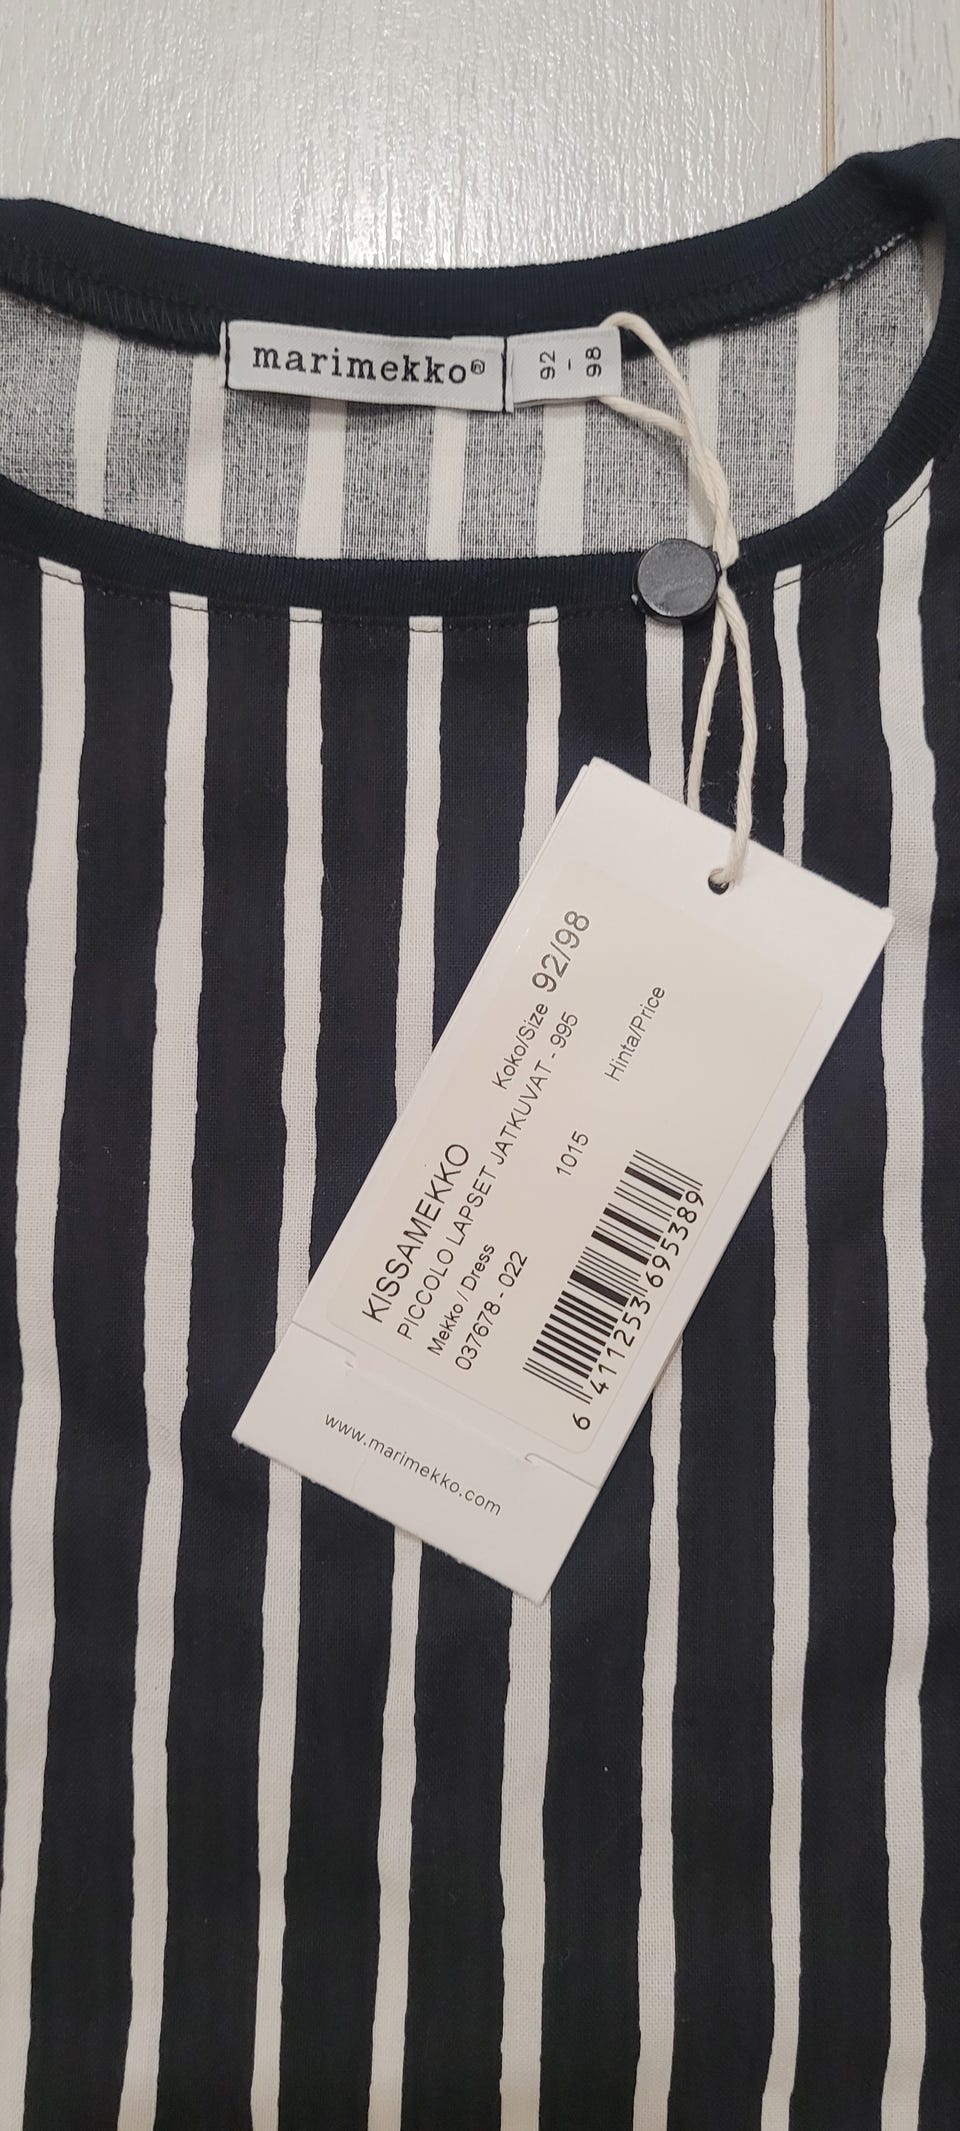 marimekko®
92
-
98
KISSAMEKKO Koko/Size 92/98
PICCOLO LAPSET JATKUVAT - 995
Mekko / Dress
037678 - 022 1015 Hinta/Price
6 411253 695389
www.marimekko.com